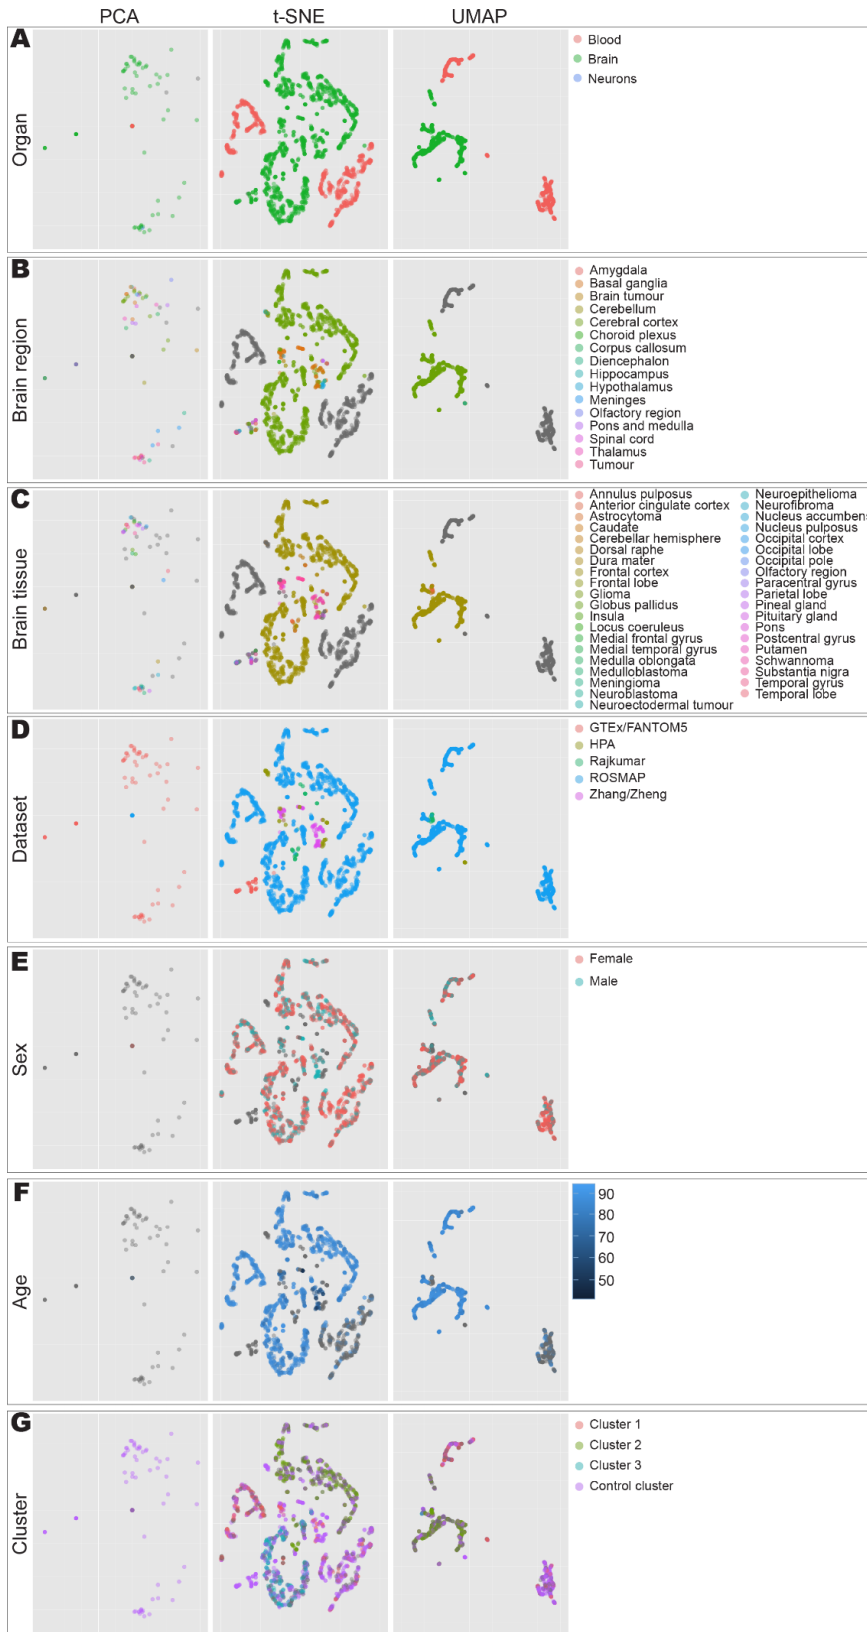 PCA t-SNE UMAP
A
Organ
Blood
Brain
Neurons
B
Brain region
Amygdala
Basal ganglia
Brain tumour
Cerebellum
Cerebral cortex
Choroid plexus
Corpus callosum
Diencephalon
Hippocampus
Hypothalamus
Meninges
Olfactory region
Pons and medulla
Spinal cord
Thalamus
Tumour
C
Brain tissue
Annulus pulposus
Anterior cingulate cortex
Astrocytoma
Caudate
Cerebellar hemisphere
Dorsal raphe
Dura mater
Frontal cortex
Frontal lobe
Glioma
Globus pallidus
Insula
Locus coeruleus
Medial frontal gyrus
Medial temporal gyrus
Medulla oblongata
Medulloblastoma
Meningioma
Neuroblastoma
Neuroectodermal tumour
Neuroepithelioma
Neurofibroma
Nucleus accumbens
Nucleus pulposus
Occipital cortex
Occipital lobe
Occipital pole
Olfactory region
Paracentral gyrus
Parietal lobe
Pineal gland
Pituitary gland
Pons
Postcentral gyrus
Putamen
Schwannoma
Substantia nigra
Temporal gyrus
Temporal lobe
D
Dataset
GTEx/FANTOM5
HPA
Rajkumar
ROSMAP
Zhang/Zheng
E
Sex
Female
Male
F
Age
90
80
70
60
50
G
Cluster
Cluster 1
Cluster 2
Cluster 3
Control cluster